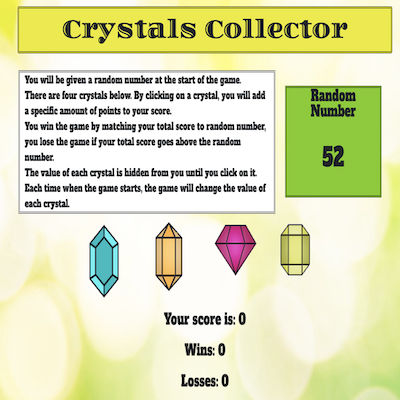 Crystals Collector
You will be given a random number at the start of the game.
There are four crystals below. By clicking on a crystal, you will add
a specific amount of points to your score.
You win the game by matching your total score to random number,
you lose the game if your total score goes above the random
number.
The value of each crystal is hidden from you until you click on it.
Each time when the game starts, the game will change the value of
each crystal.
Random
Number
52
Your score is: 0
Wins: 0
Losses: 0